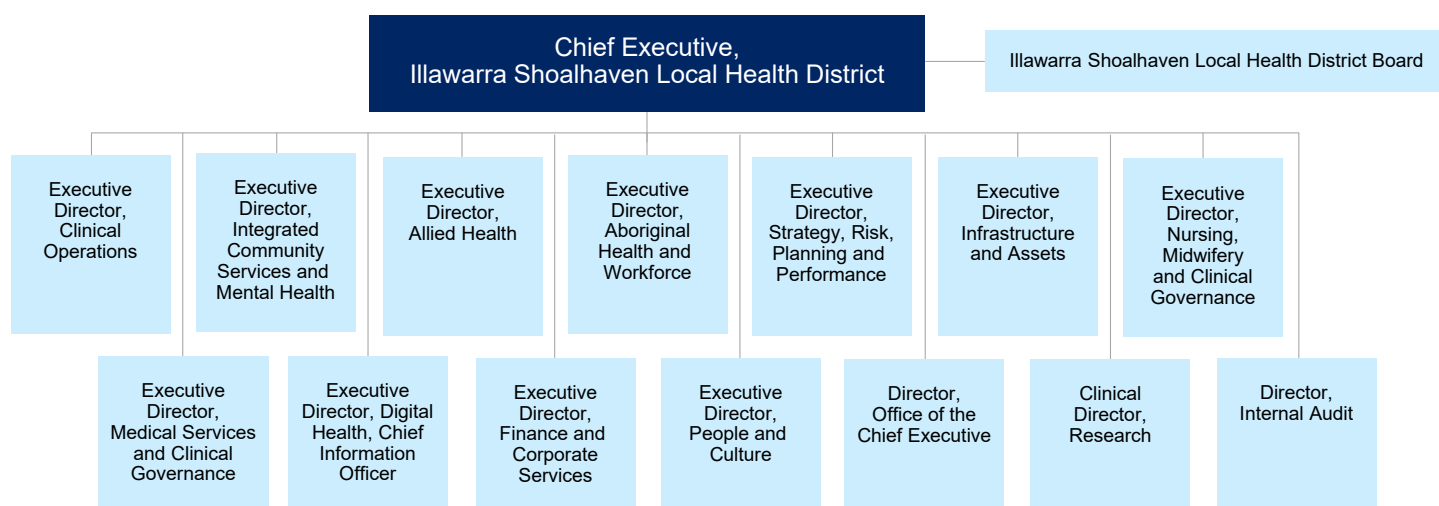 Chief Executive,
Illawarra Shoalhaven Local Health District
Illawarra Shoalhaven Local Health District Board
Executive
Director,
Clinical
Operations
Executive
Director,
Integrated
Community
Services and
Mental Health
Executive
Director,
Allied Health
Executive
Director,
Aboriginal
Health and
Workforce
Executive
Director,
Strategy, Risk,
Planning and
Performance
Executive
Director,
Infrastructure
and Assets
Executive
Director,
Nursing,
Midwifery
and Clinical
Governance
Executive
Director,
Medical Services
and Clinical
Governance
Executive
Director, Digital
Health, Chief
Information
Officer
Executive
Director,
Finance and
Corporate
Services
Executive
Director,
People and
Culture
Director,
Office of the
Chief Executive
Clinical
Director,
Research
Director,
Internal Audit